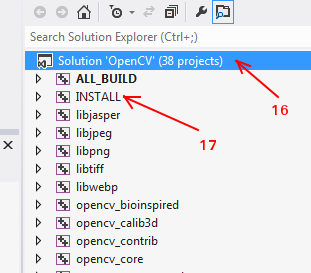 Search Solution Explorer (Ctrl+;)
Solution 'OpenCV' (38 projects)
16
ALL_BUILD
INSTALL
17
libjasper
libjpeg
libpng
libtiff
libwebp
opencv_bioinspired
opencv_calib3d
opencv_contrib
opencv_core